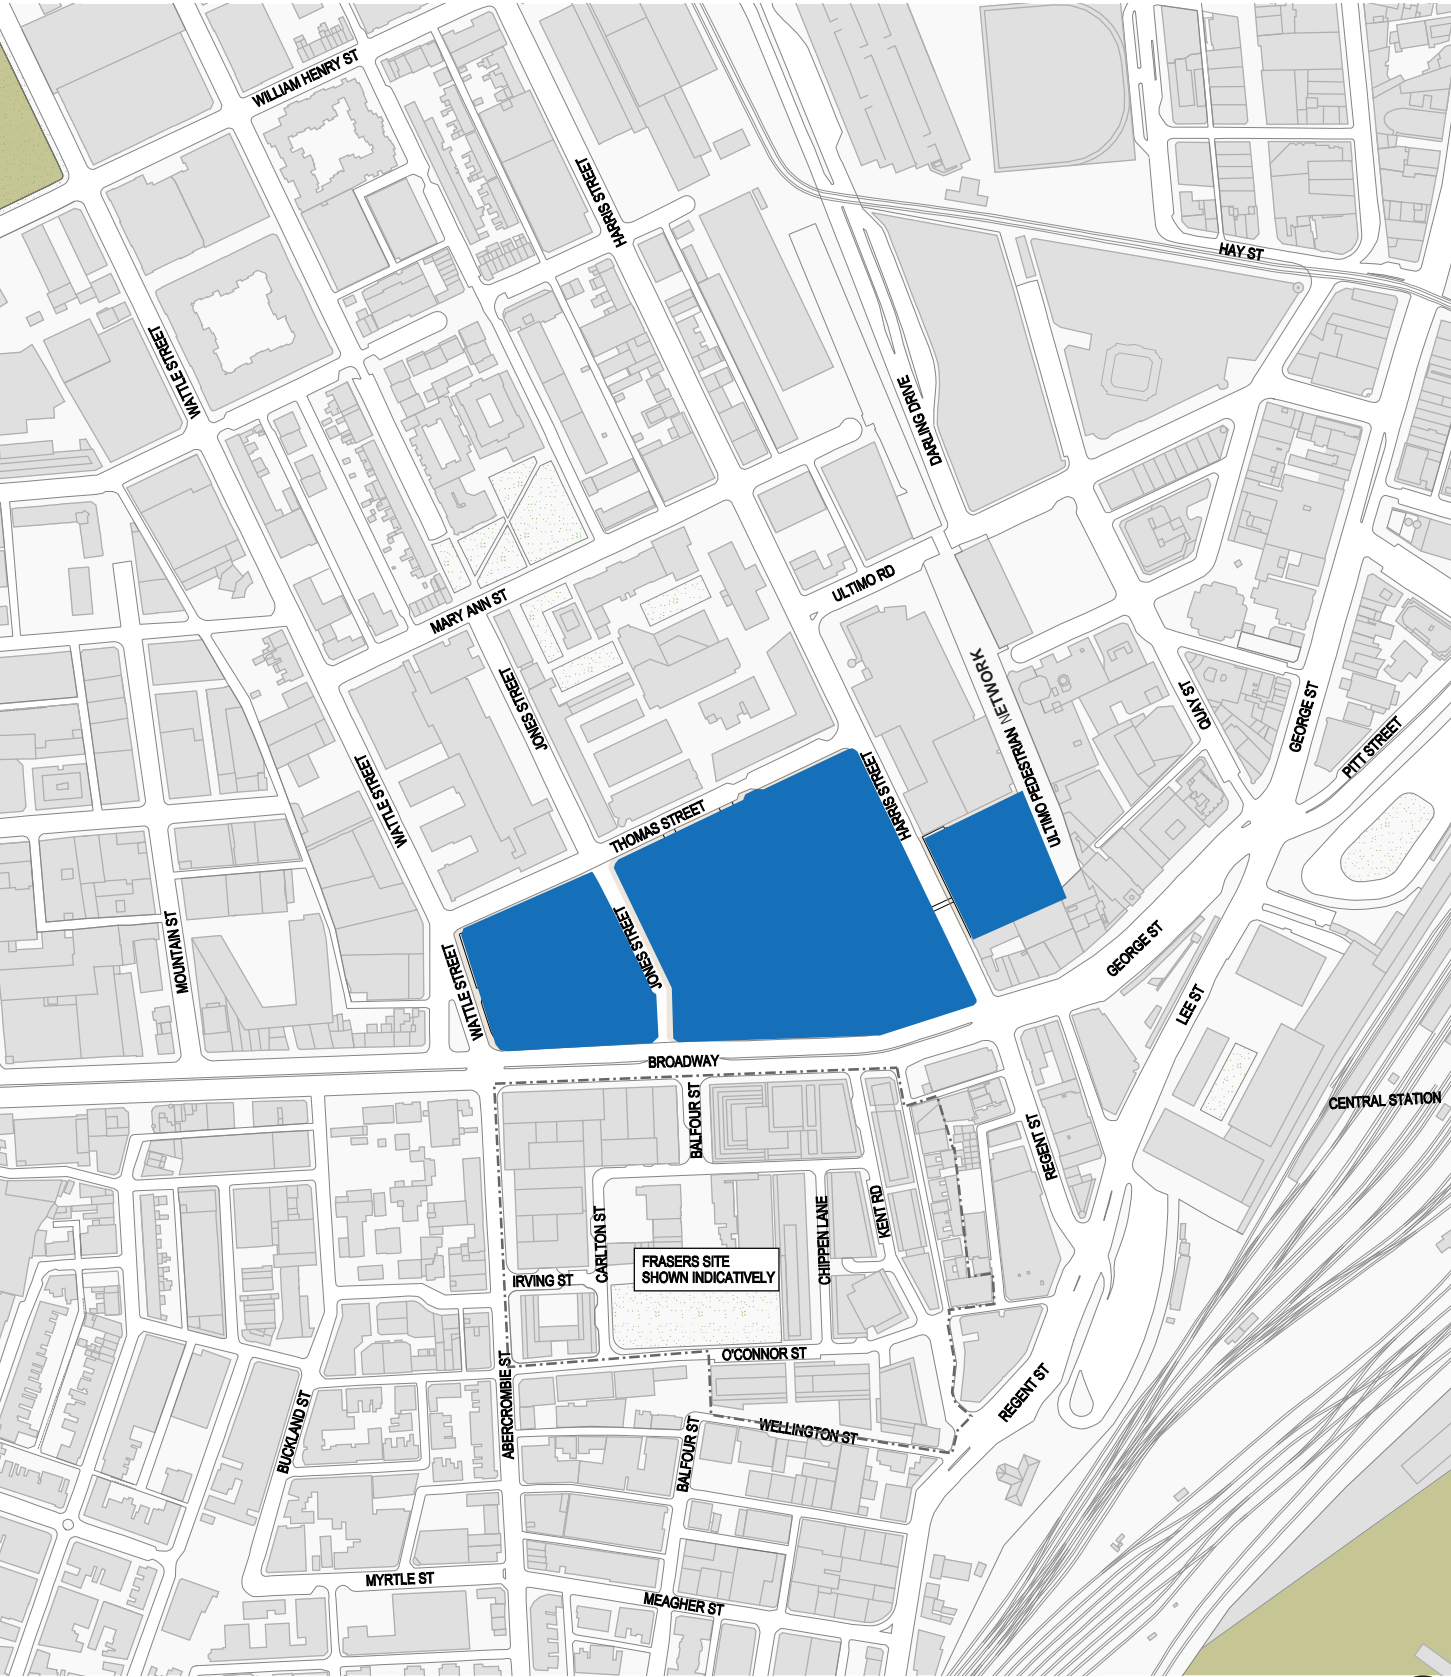 WILLIAM HENRY ST
HARRIS STREET
HAY ST
WATTLE STREET
DARLING DRIVE
MARY ANN ST
ULTIMO RD
JONES STREET
ULTIMO PEDESTRIAN NETWORK
QUAY ST
GEORGE ST
PITT STREET
WATTLE STREET
THOMAS STREET
HARRIS STREET
MOUNTAIN ST
WATTLE STREET
JONES STREET
GEORGE ST
LEE ST
BROADWAY
CENTRAL STATION
BALFOUR ST
REGENT ST
CARLTON ST
CHIPPEN LANE
KENT RD
FRASERS SITE
SHOWN INDICATIVELY
IRVING ST
O'CONNOR ST
ABERCROMBIE ST
REGENT ST
BUCKLAND ST
WELLINGTON ST
BALFOUR ST
MYRTLE ST
MEAGHER ST